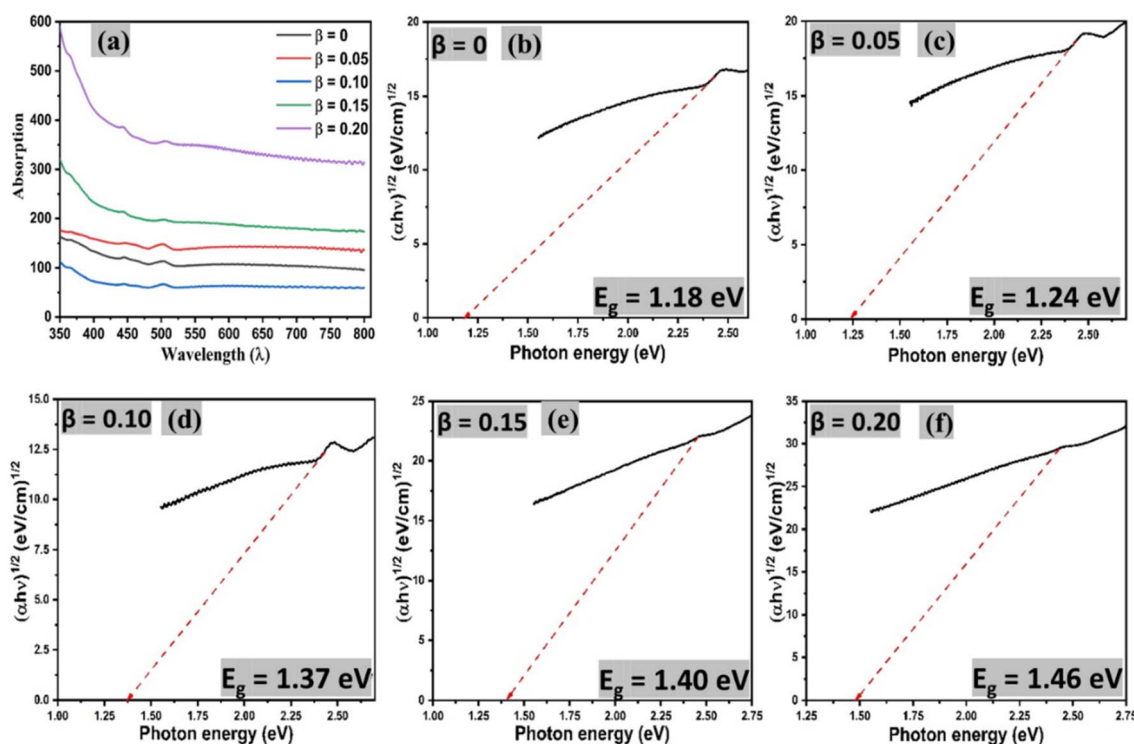 (a)
β = 0
β = 0.05
β = 0.10
β = 0.15
β = 0.20
Absorption
600
500
400
300
200
100
0
350 400 450 500 550 600 650 700 750 800
Wavelength (λ)
β = 0 (b)
(αhν)1/2 (eV/cm)1/2
20
15
10
5
0
Eg = 1.18 eV
1.00 1.25 1.50 1.75 2.00 2.25 2.50
Photon energy (eV)
β = 0.05 (c)
(αhν)1/2 (eV/cm)1/2
20
15
10
5
0
Eg = 1.24 eV
1.00 1.25 1.50 1.75 2.00 2.25 2.50
Photon energy (eV)
β = 0.10 (d)
(αhν)1/2 (eV/cm)1/2
15.0
12.5
10.0
7.5
5.0
2.5
0.0
Eg = 1.37 eV
1.00 1.25 1.50 1.75 2.00 2.25 2.50
Photon energy (eV)
β = 0.15 (e)
(αhν)1/2 (eV/cm)1/2
25
20
15
10
5
0
Eg = 1.40 eV
1.00 1.25 1.50 1.75 2.00 2.25 2.50 2.75
Photon energy (eV)
β = 0.20 (f)
(αhν)1/2 (eV/cm)1/2
35
30
25
20
15
10
5
0
Eg = 1.46 eV
1.25 1.50 1.75 2.00 2.25 2.50 2.75
Photon energy (eV)